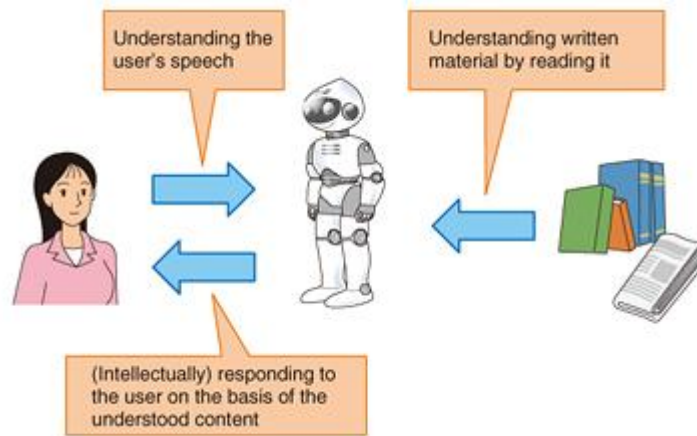 Understanding the
user's speech
Understanding written
material by reading it
(Intellectually) responding to
the user on the basis of the
understood content